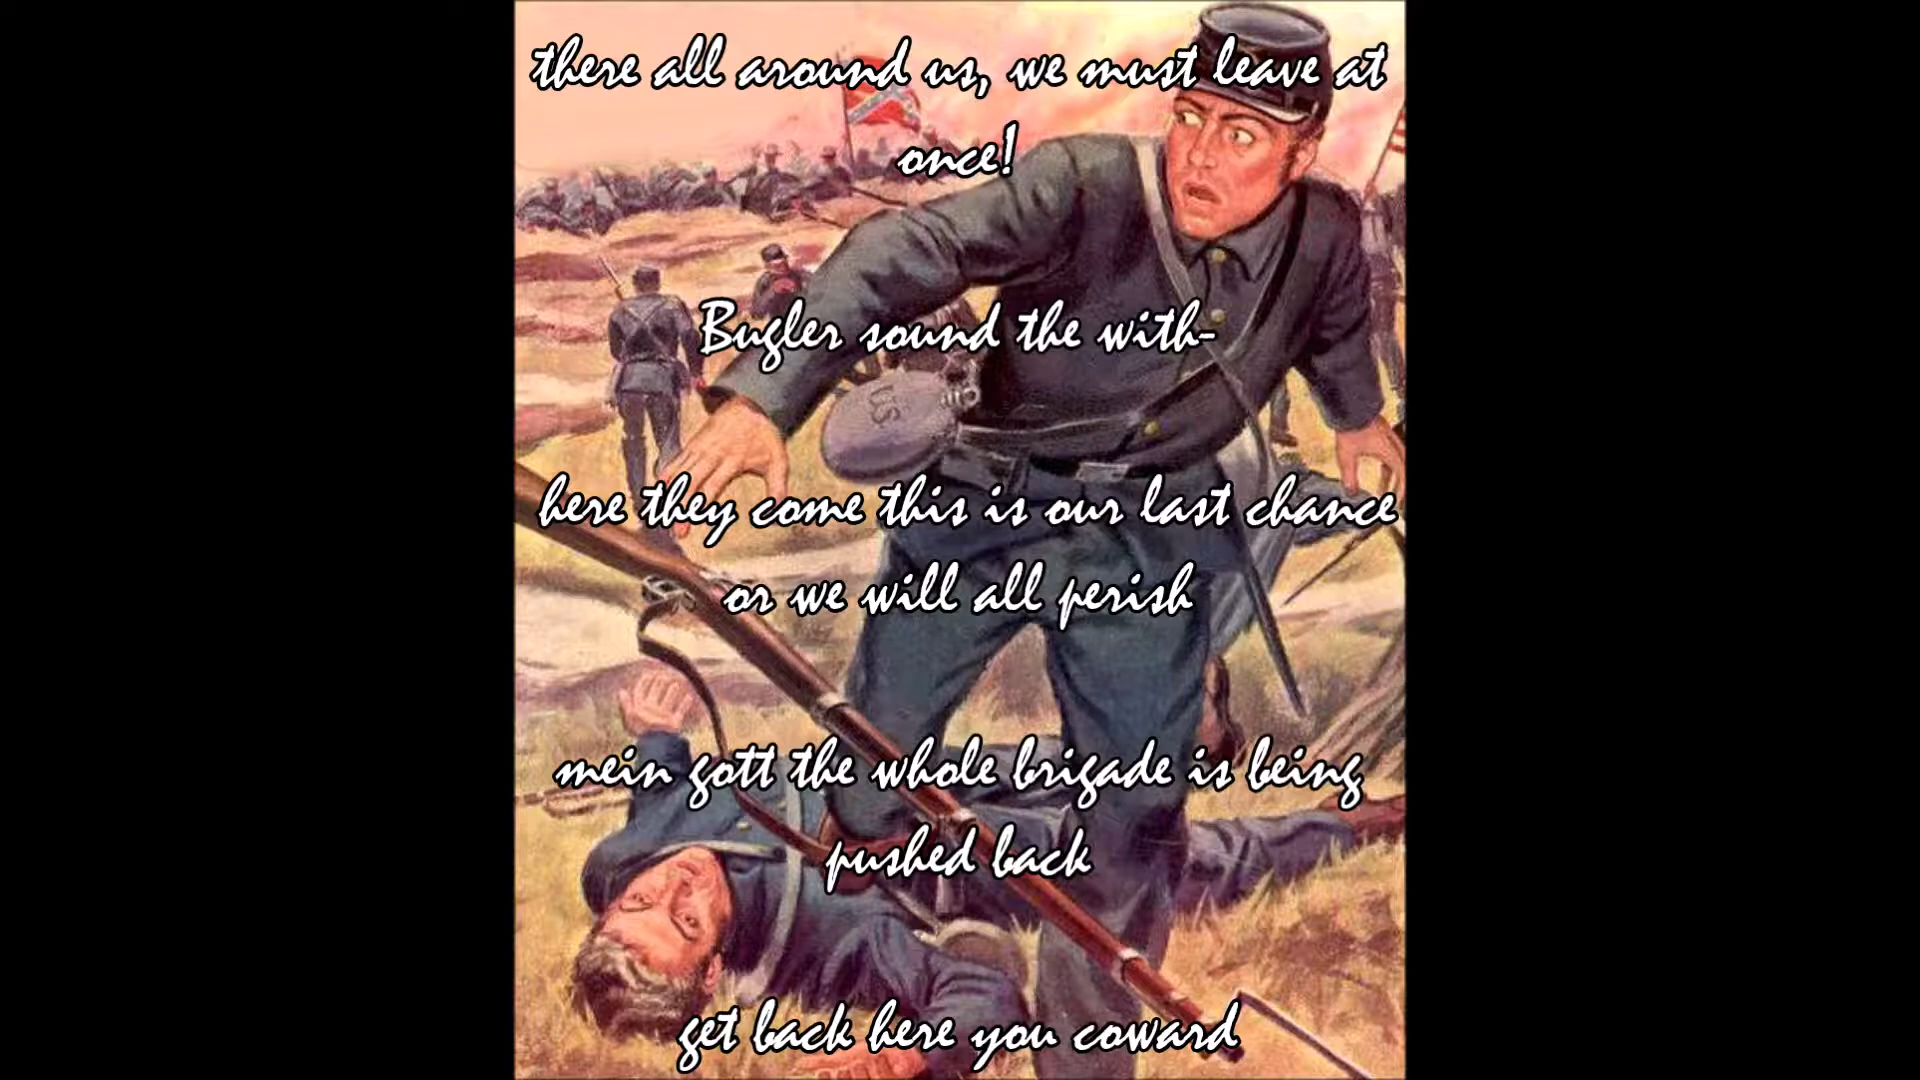 there all around us, we must leave at
once!
Bugler sound the with-
US
here they come this is our last chance
or we will all perish
mein gott the whole brigade is being
pushed back
get back here you coward